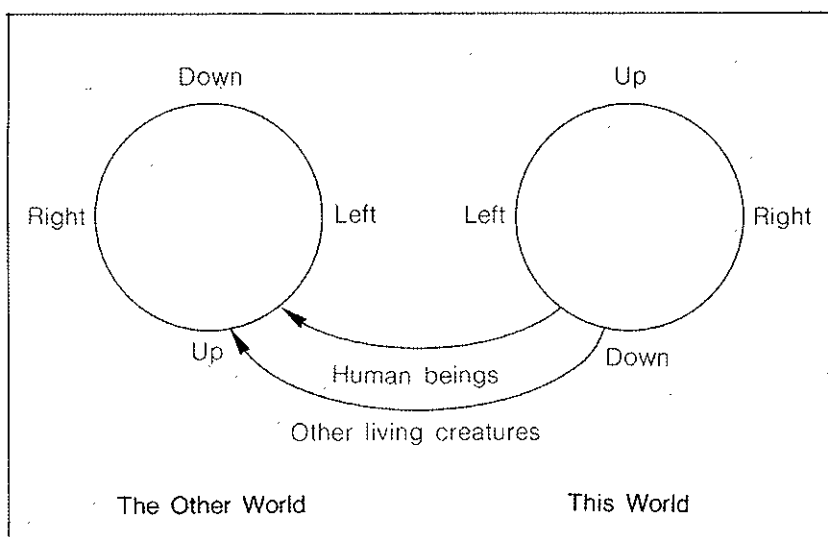 Down
Up
Right
Left
Left
Right
Up
Down
Human beings
Other living creatures
The Other World
This World